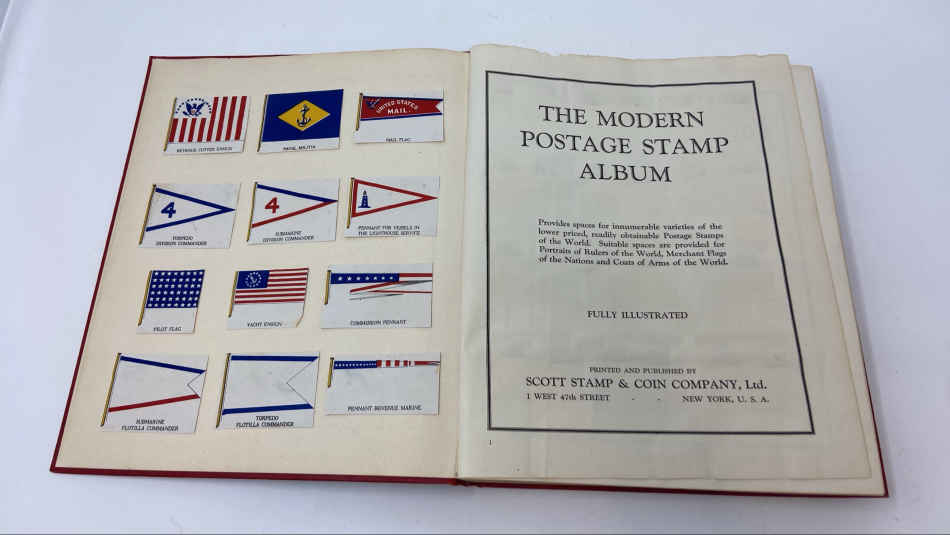 REVENUE CUTTER ENSIGN
NAVAL MILITIA
UNITED STATES
MAIL
MAIL FLAG
4
TORPEDO
DIVISION COMMANDER
4
SUBMARINE
DIVISION COMMANDER
PENNANT FOR VESSELS IN
THE LIGHTHOUSE SERVICE
PILOT FLAG
YACHT ENSIGN
COMMISSION PENNANT
SUBMARINE
FLOTILLA COMMANDER
TORPEDO
FLOTILLA COMMANDER
PENNANT REVENUE MARINE
THE MODERN
POSTAGE STAMP
ALBUM
Provides spaces for innumerable varieties of the
lower priced, readily obtainable Postage Stamps
of the World. Suitable spaces are provided for
Portraits of Rulers of the World, Merchant Flags
of the Nations and Coats of Arms of the World.
FULLY ILLUSTRATED
PRINTED AND PUBLISHED BY
SCOTT STAMP & COIN COMPANY, Ltd.
1 WEST 47th STREET - - NEW YORK, U. S. A.
1